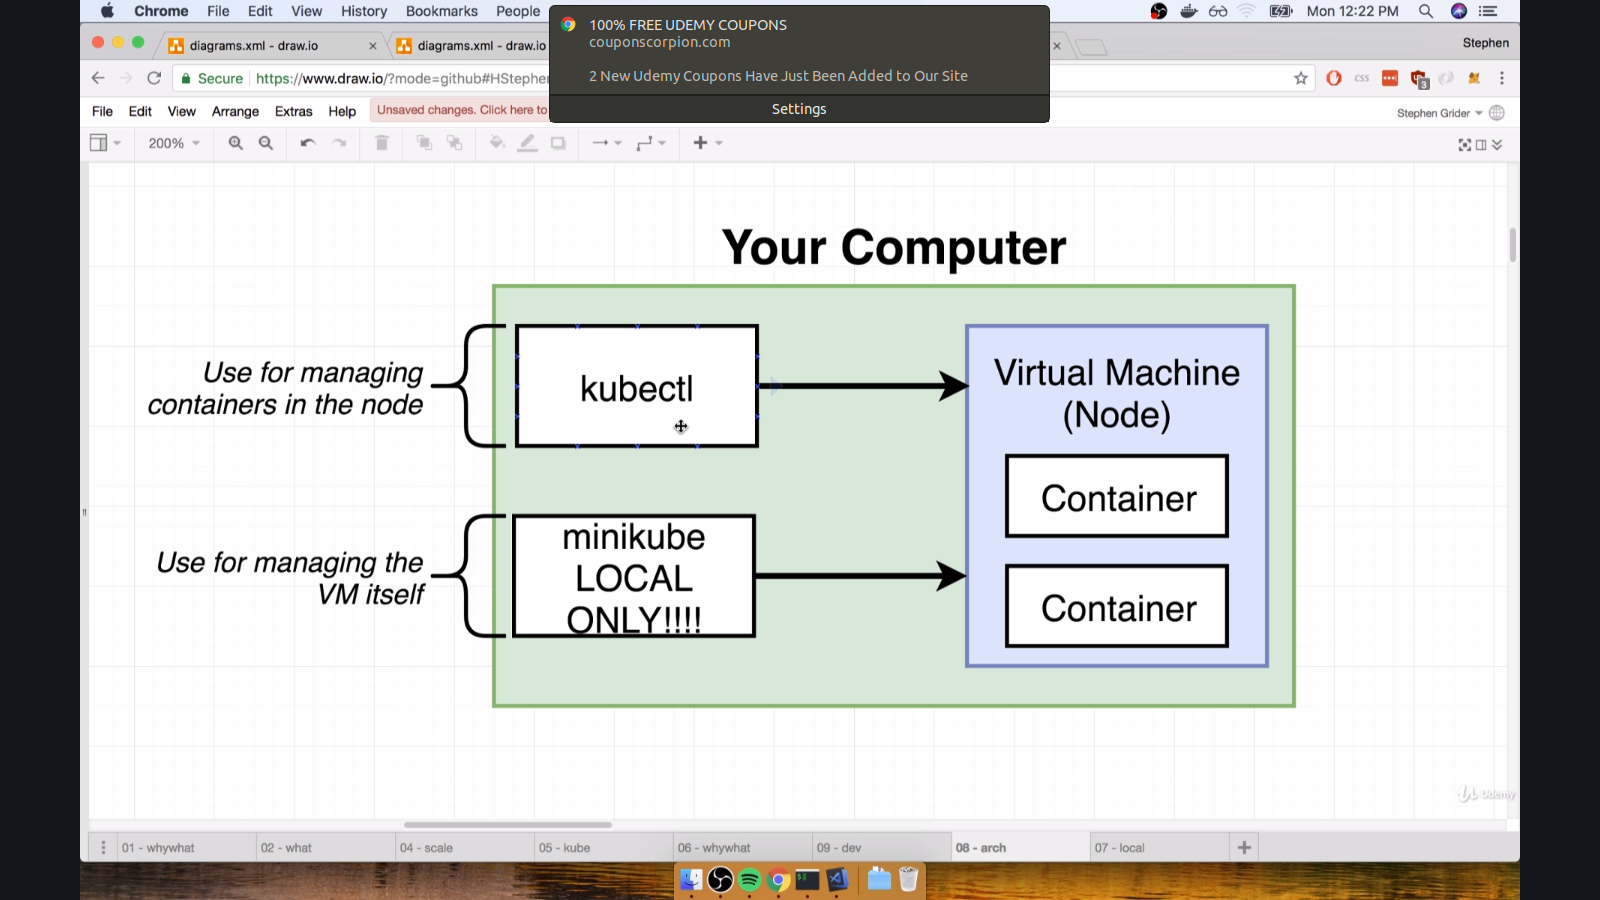 Chrome File Edit View History Bookmarks People
Mon 12:22 PM
100% FREE UDEMY COUPONS
couponscorpion.com
2 New Udemy Coupons Have Just Been Added to Our Site
Settings
diagrams.xml - draw.io
diagrams.xml - draw.io
Stephen
Secure https://www.draw.io/?mode=github#HStephen
css
3
File Edit View Arrange Extras Help
Unsaved changes. Click here to
Stephen Grider
200%
Your Computer
Use for managing
containers in the node
kubectl
Virtual Machine
(Node)
Container
Container
Use for managing the
VM itself
minikube
LOCAL
ONLY!!!!
Udemy
01 - whywhat
02 - what
04 - scale
05 - kube
06 - whywhat
09 - dev
08 - arch
07 - local